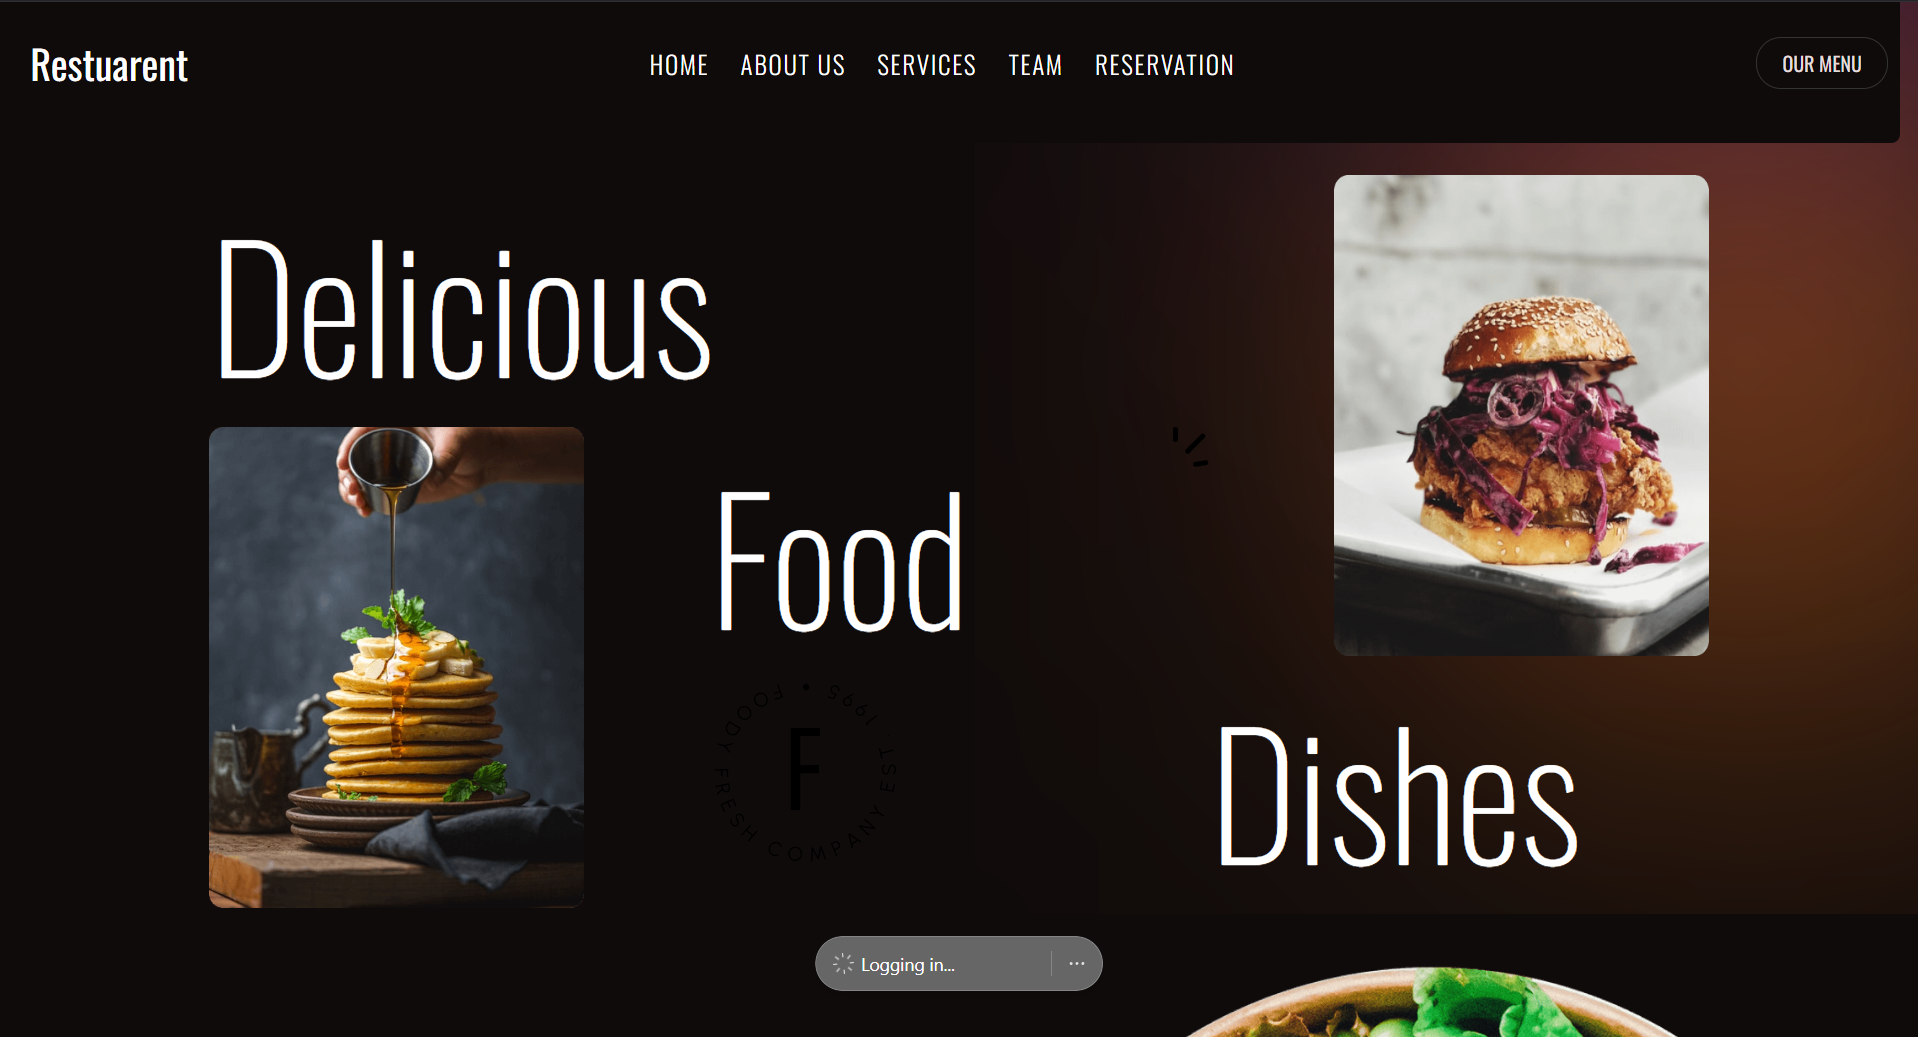 Restuarent
HOME ABOUT US SERVICES TEAM RESERVATION
OUR MENU
Delicious
Food
FOODY FRESH COMPANY EST 1995 •
F
Dishes
Logging in...